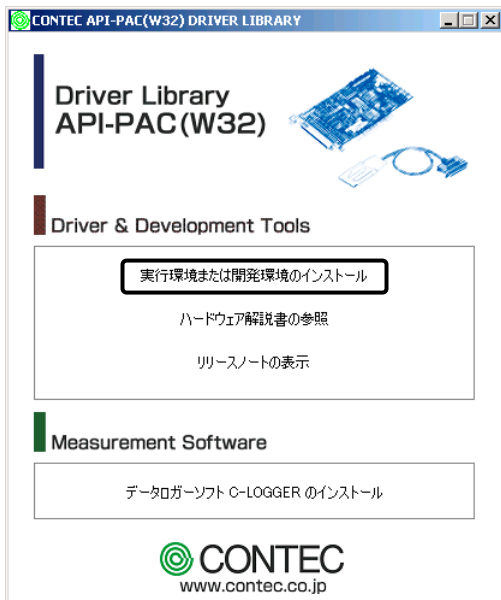 CONTEC API-PAC(W32) DRIVER LIBRARY
Driver Library
API-PAC(W32)
Driver & Development Tools
実行環境または開発環境のインストール
ハードウェア解説書の参照
リリースノートの表示
Measurement Software
データロガーソフト C-LOGGER のインストール
CONTEC
www.contec.co.jp